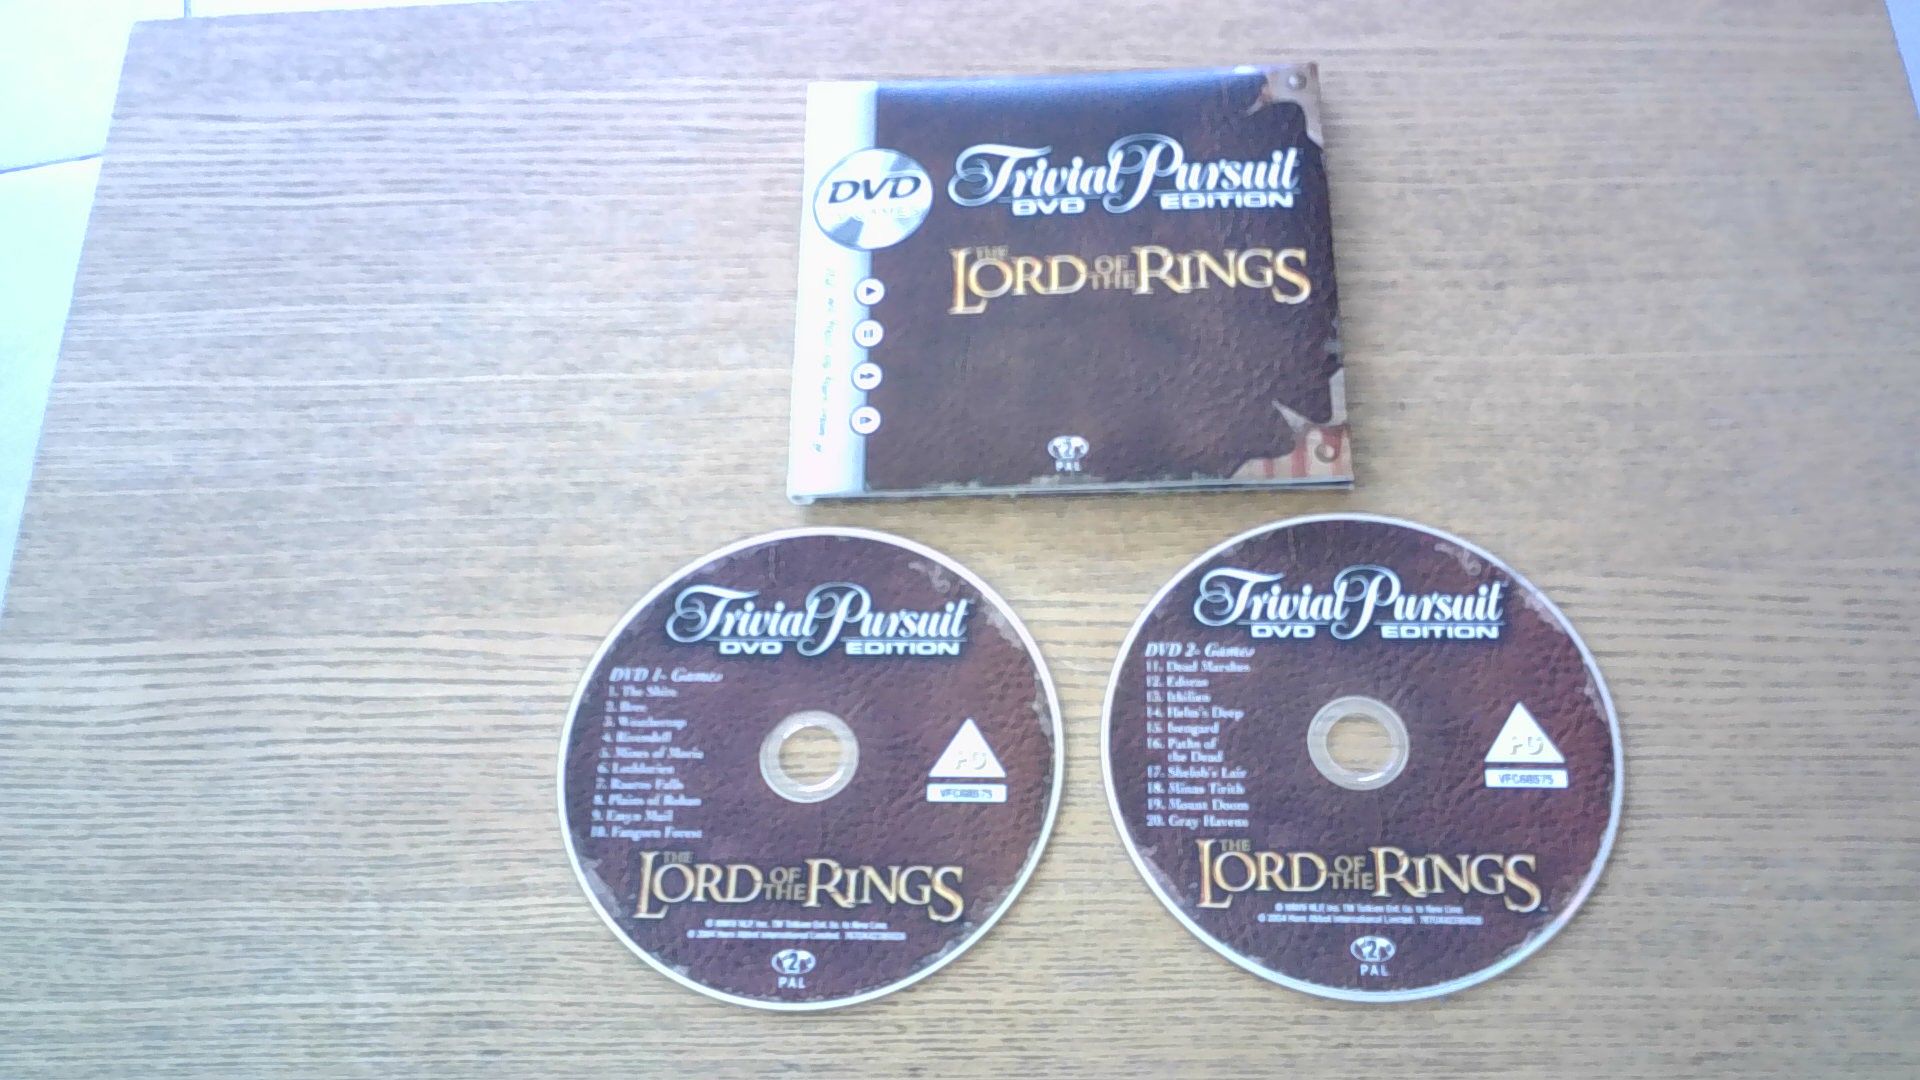 DVD
GAMES
Trivial Pursuit
DVD EDITION
THE LORD OF THE RINGS
2
PAL
Trivial Pursuit
DVD EDITION
DVD 1- Games
1. The Shire
2. Bree
3. Weathertop
4. Rivendell
5. Mines of Moria
6. Lothlorien
7. Rauros Falls
8. Plains of Rohan
9. Emyn Muil
10. Fangorn Forest
PG
THE LORD OF THE RINGS
2
PAL
Trivial Pursuit
DVD EDITION
DVD 2- Games
11. Dead Marshes
12. Edoras
13. Ithilien
14. Helm's Deep
15. Isengard
16. Paths of
the Dead
17. Shelob's Lair
18. Minas Tirith
19. Mount Doom
20. Gray Havens
PG
THE LORD OF THE RINGS
2
PAL